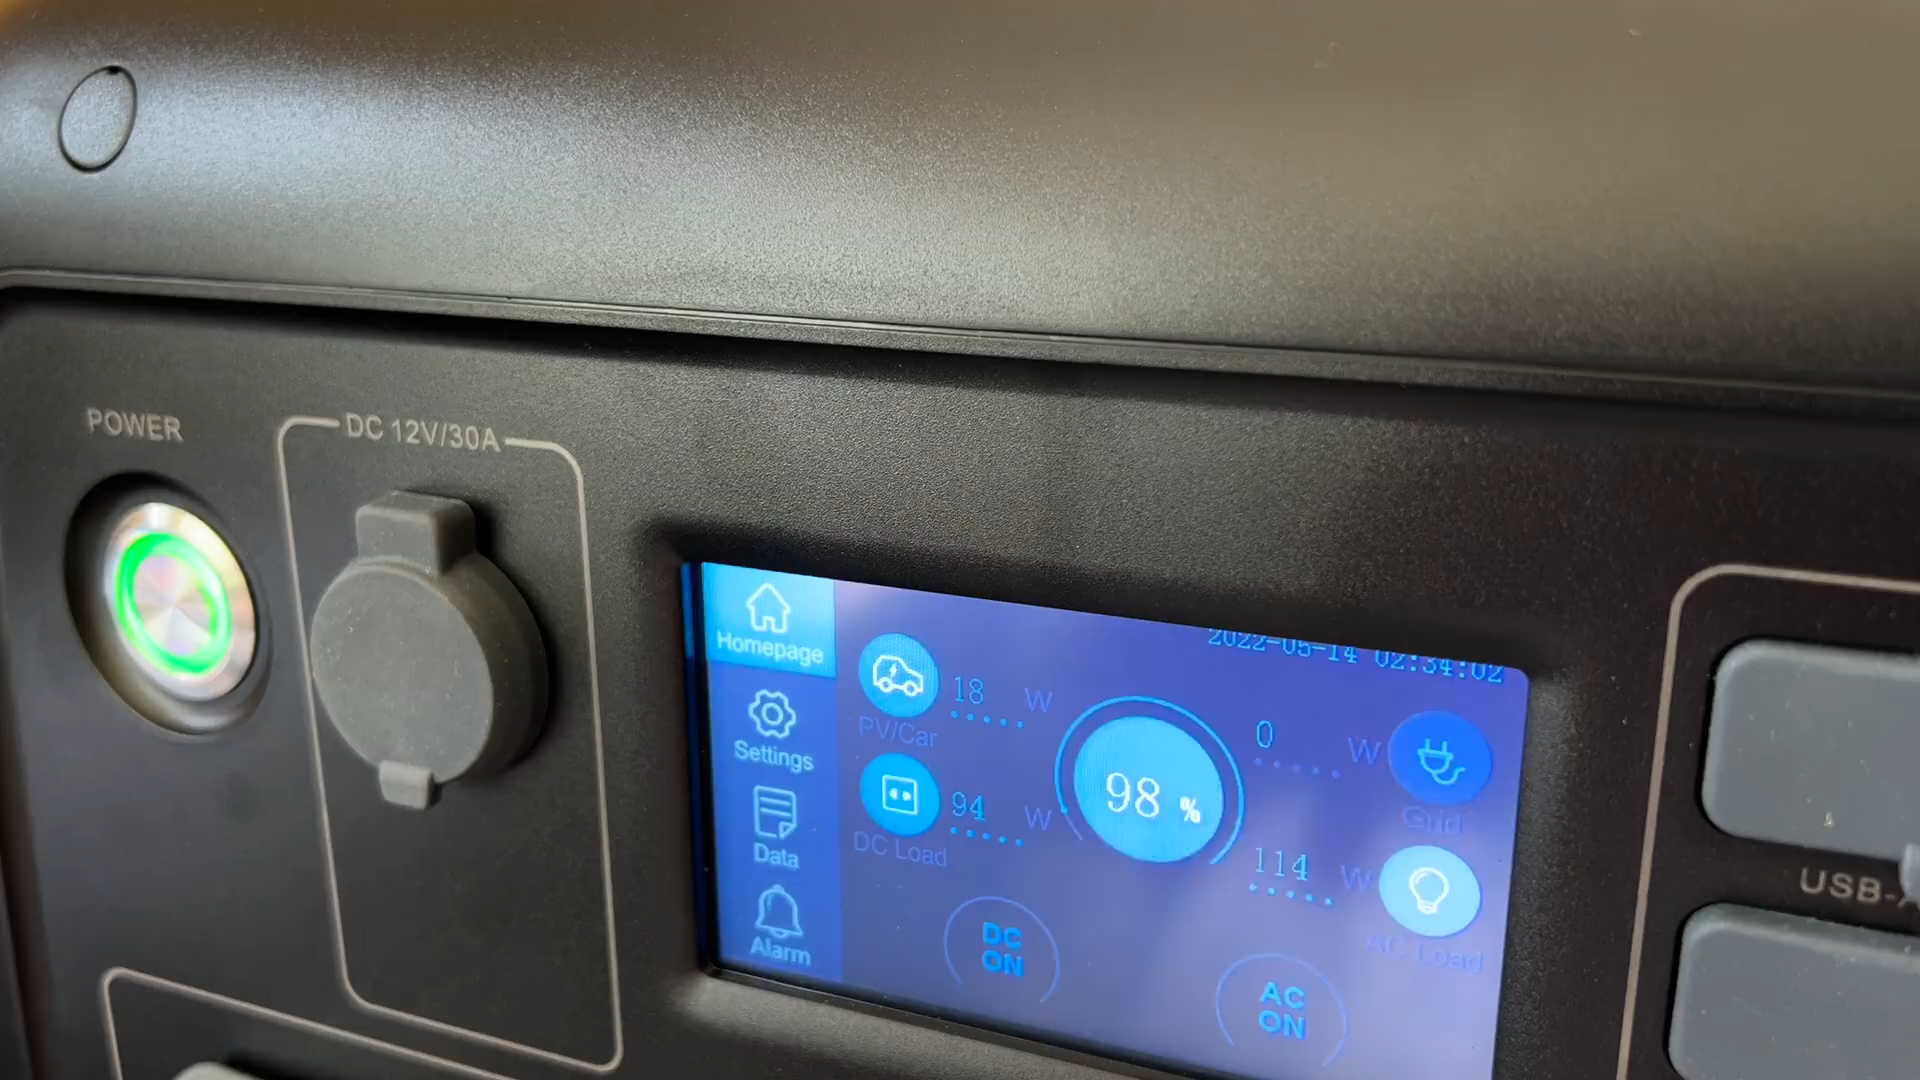 POWER
DC 12V/30A
Homepage
Settings
Data
Alarm
2022-05-14 02:34:02
18 W
PV/Car
94 W
DC Load
98 %
0 W
Grid
114 W
AC Load
DC
ON
AC
ON
USB-A